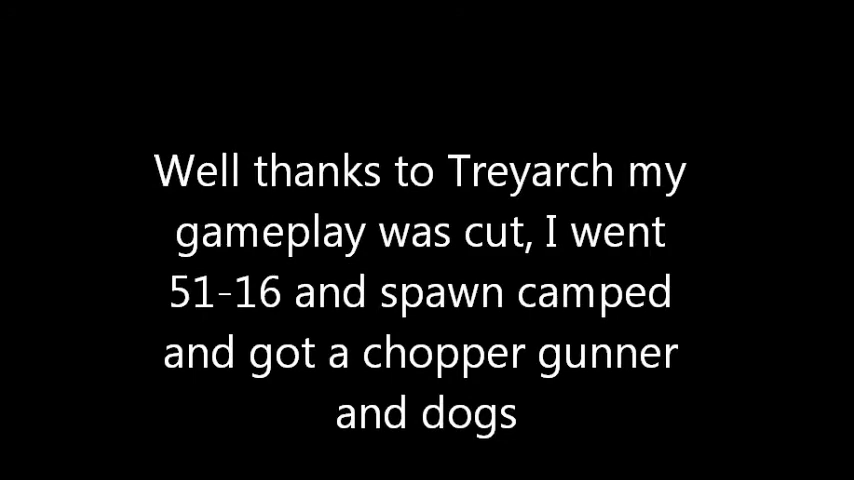 Well thanks to Treyarch my
gameplay was cut, I went
51-16 and spawn camped
and got a chopper gunner
and dogs